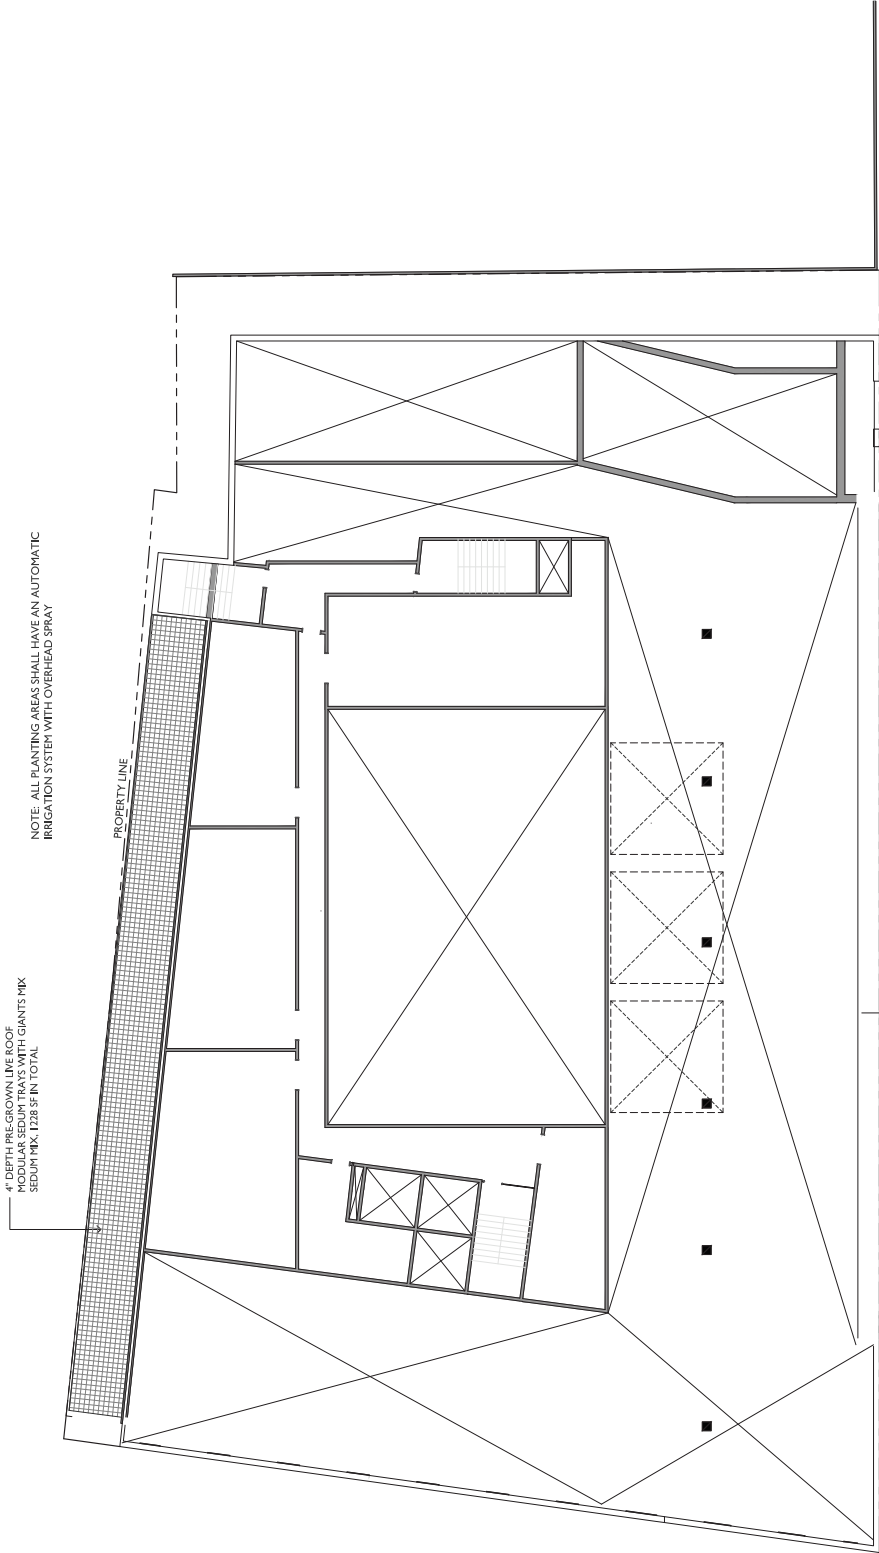 4" DEPTH PRE-GROWN LIVE ROOF
MODULAR SEDUM TRAYS WITH GIANTS MIX
SEDUM MIX, 1228 SF IN TOTAL
PROPERTY LINE
NOTE: ALL PLANTING AREAS SHALL HAVE AN AUTOMATIC
IRRIGATION SYSTEM WITH OVERHEAD SPRAY